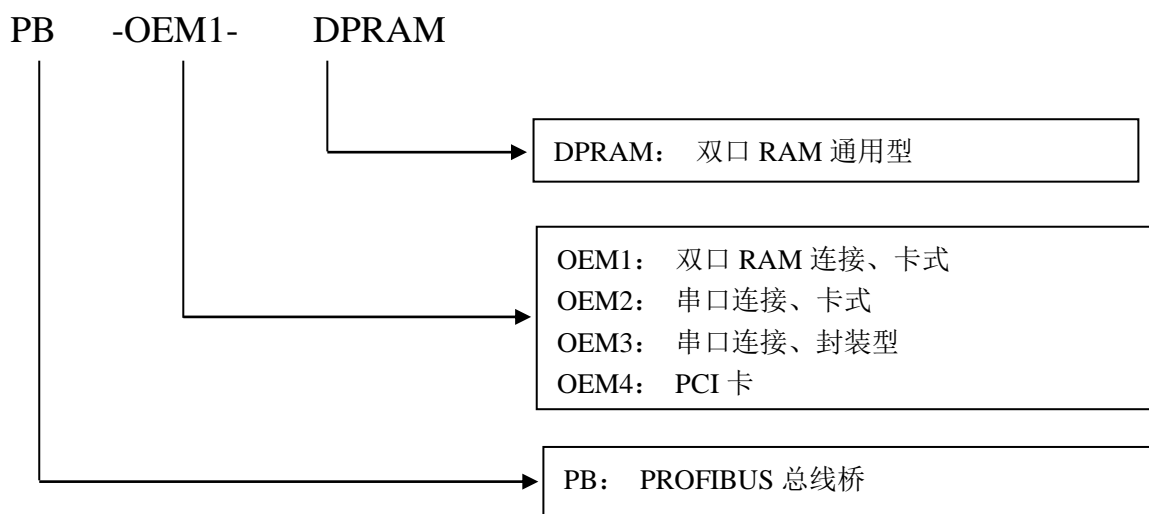 PB -OEM1- DPRAM
DPRAM： 双口 RAM 通用型
OEM1： 双口 RAM 连接、卡式
OEM2： 串口连接、卡式
OEM3： 串口连接、封装型
OEM4： PCI 卡
PB： PROFIBUS 总线桥